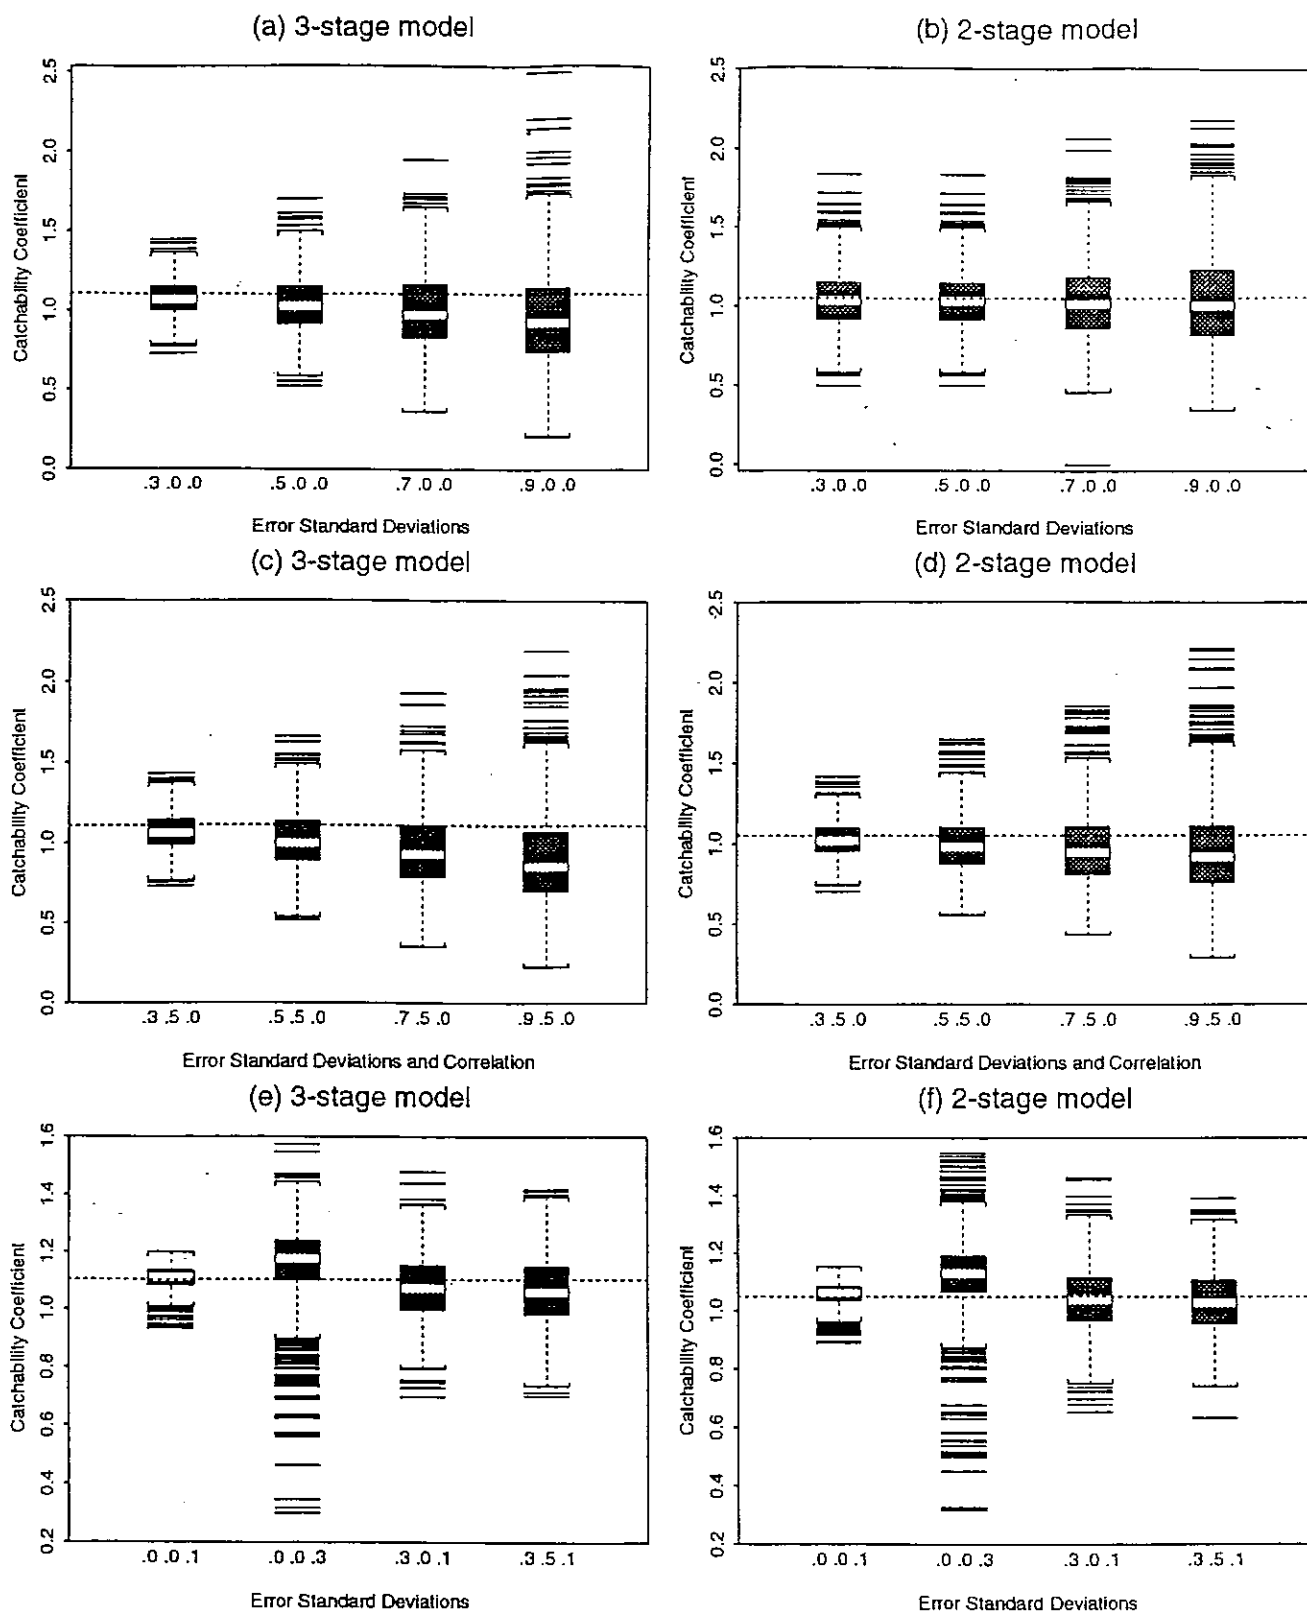 (a) 3-stage model
Catchability Coefficient
2.5
2.0
1.5
1.0
0.5
0.0
.3 .0 .0
.5 .0 .0
.7 .0 .0
.9 .0 .0
Error Standard Deviations
(b) 2-stage model
Catchability Coefficient
2.5
2.0
1.5
1.0
0.5
0.0
.3 .0 .0
.5 .0 .0
.7 .0 .0
.9 .0 .0
Error Standard Deviations
(c) 3-stage model
Catchability Coefficient
2.5
2.0
1.5
1.0
0.5
0.0
.3 .5 .0
.5 .5 .0
.7 .5 .0
.9 .5 .0
Error Standard Deviations and Correlation
(d) 2-stage model
Catchability Coefficient
2.5
2.0
1.5
1.0
0.5
0.0
.3 .5 .0
.5 .5 .0
.7 .5 .0
.9 .5 .0
Error Standard Deviations and Correlation
(e) 3-stage model
Catchability Coefficient
1.6
1.4
1.2
1.0
0.8
0.6
0.4
0.2
.0 .0 .1
.0 .0 .3
.3 .0 .1
.3 .5 .1
Error Standard Deviations
(f) 2-stage model
Catchability Coefficient
1.6
1.4
1.2
1.0
0.8
0.6
0.4
0.2
.0 .0 .1
.0 .0 .3
.3 .0 .1
.3 .5 .1
Error Standard Deviations